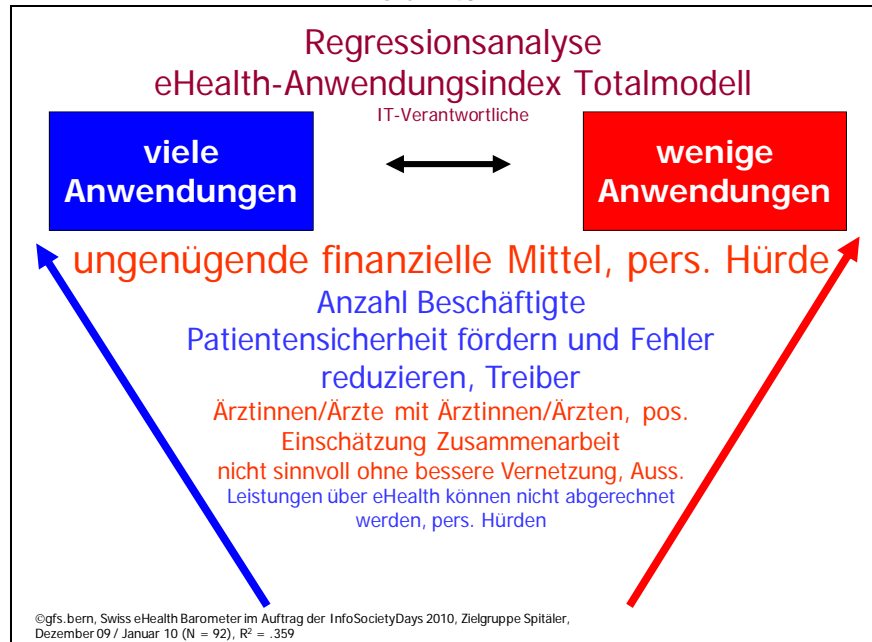 Regressionsanalyse
eHealth-Anwendungsindex Totalmodell
IT-Verantwortliche
viele
Anwendungen
wenige
Anwendungen
ungenügende finanzielle Mittel, pers. Hürde
Anzahl Beschäftigte
Patientensicherheit fördern und Fehler
reduzieren, Treiber
Ärztinnen/Ärzte mit Ärztinnen/Ärzten, pos.
Einschätzung Zusammenarbeit
nicht sinnvoll ohne bessere Vernetzung, Auss.
Leistungen über eHealth können nicht abgerechnet
werden, pers. Hürden
©gfs.bern, Swiss eHealth Barometer im Auftrag der InfoSocietyDays 2010, Zielgruppe Spitäler,
Dezember 09 / Januar 10 (N = 92), R² = .359